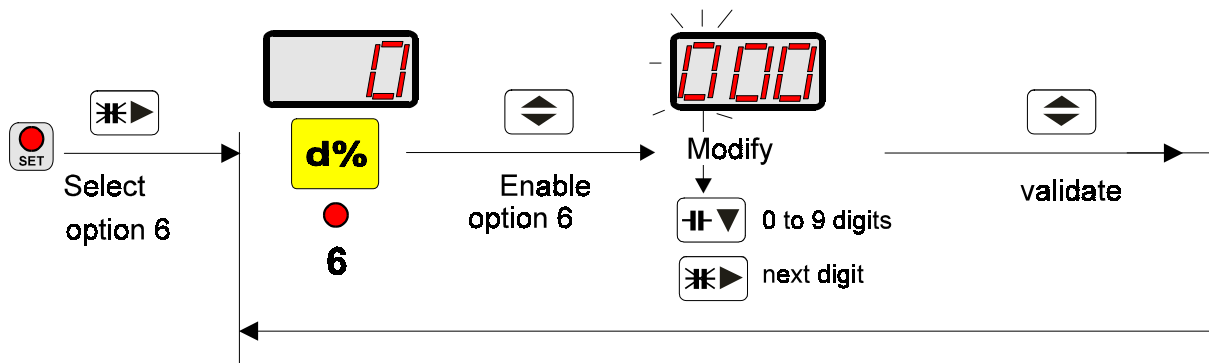 0
000
d%
SET
Select
option 6
6
Enable
option 6
Modify
0 to 9 digits
next digit
validate